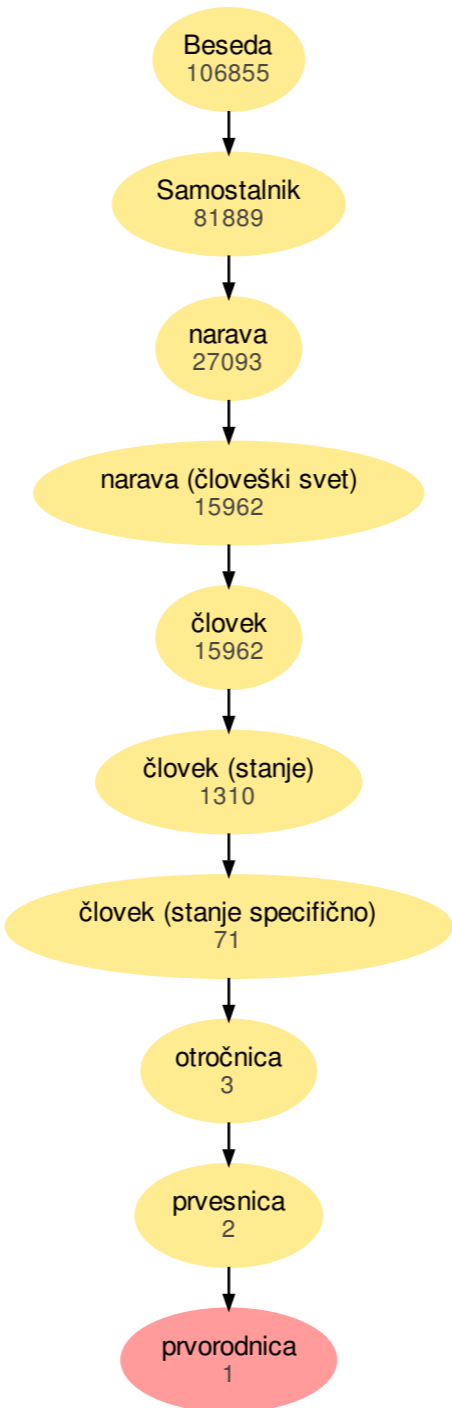 Beseda
106855
Samostalnik
81889
narava
27093
narava (človeški svet)
15962
človek
15962
človek (stanje)
1310
človek (stanje specifično)
71
otročnica
3
prvesnica
2
prvorodnica
1